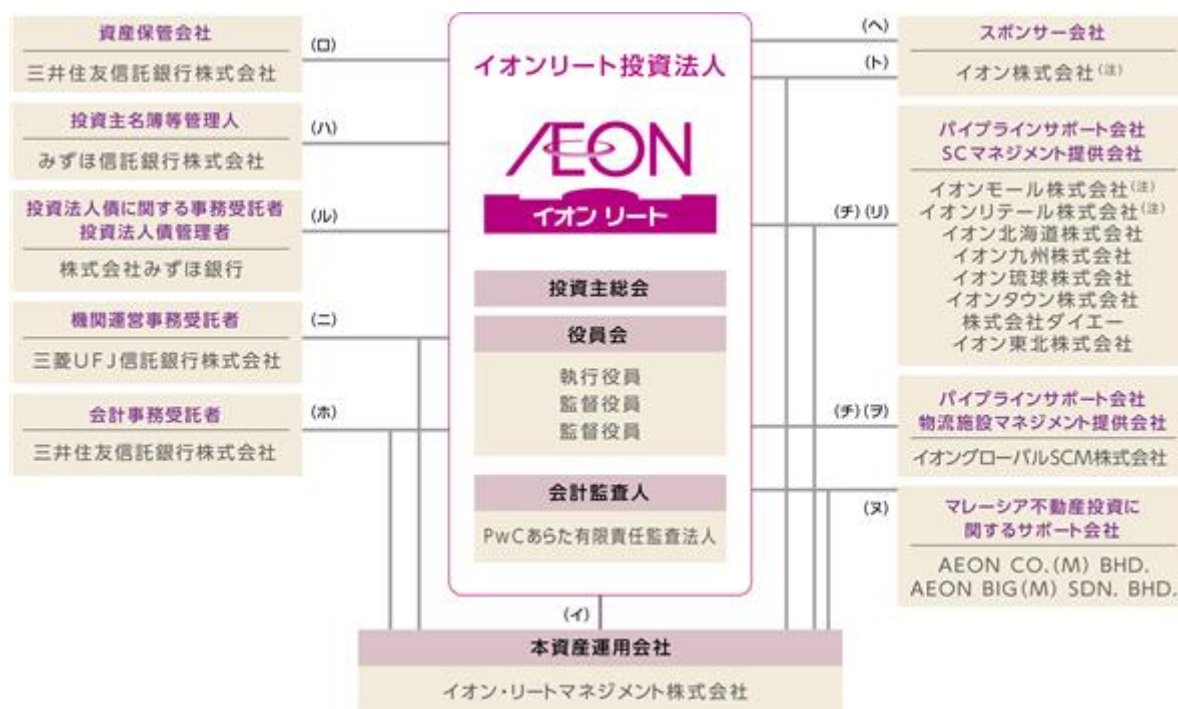 資産保管会社
三井住友信託銀行株式会社
(ロ)
投資主名簿等管理人
みずほ信託銀行株式会社
(ハ)
投資法人債に関する事務受託者
投資法人債管理者
株式会社みずほ銀行
(ル)
機関運営事務受託者
三菱UFJ信託銀行株式会社
(ニ)
会計事務受託者
三井住友信託銀行株式会社
(ホ)
イオンリート投資法人
ÆON
イオン リート
投資主総会
役員会
執行役員
監督役員
監督役員
会計監査人
PwCあらた有限責任監査法人
(イ)
本資産運用会社
イオン・リートマネジメント株式会社
(ヘ)
(ト)
スポンサー会社
イオン株式会社(注)
(チ)(リ)
パイプラインサポート会社
SCマネジメント提供会社
イオンモール株式会社(注)
イオンリテール株式会社(注)
イオン北海道株式会社
イオン九州株式会社
イオン琉球株式会社
イオンタウン株式会社
株式会社ダイエー
イオン東北株式会社
(チ)(ヲ)
パイプラインサポート会社
物流施設マネジメント提供会社
イオングローバルSCM株式会社
(ヌ)
マレーシア不動産投資に
関するサポート会社
AEON CO.(M) BHD.
AEON BIG(M) SDN. BHD.